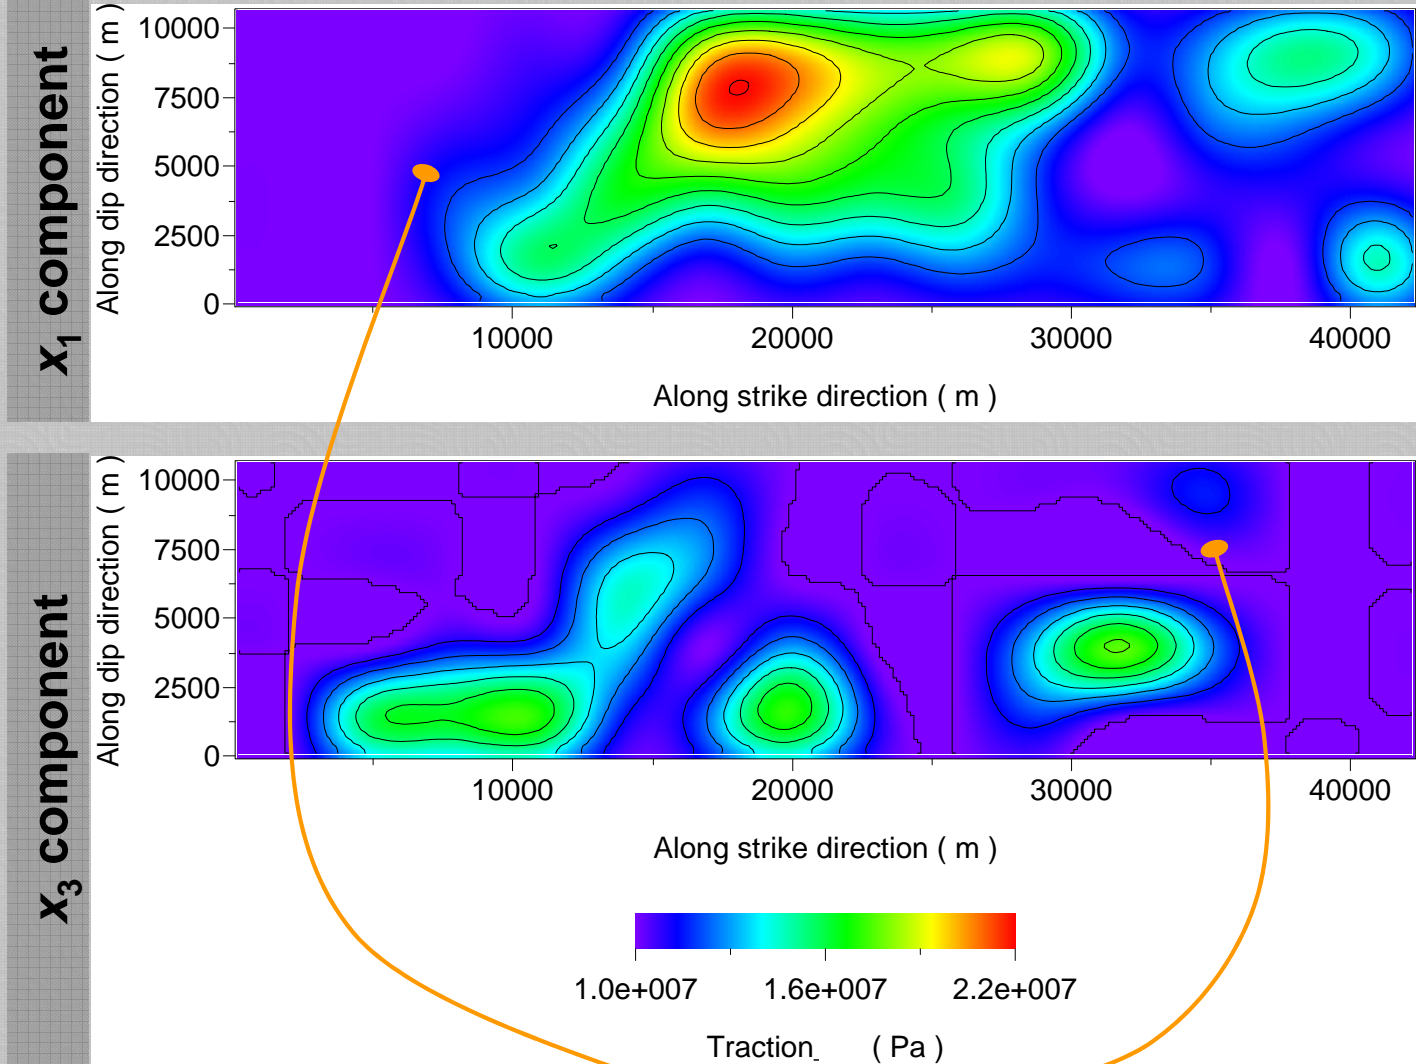 x1 component
Along dip direction ( m )
10000
7500
5000
2500
0
10000 20000 30000 40000
Along strike direction ( m )
x3 component
Along dip direction ( m )
10000
7500
5000
2500
0
10000 20000 30000 40000
Along strike direction ( m )
1.0e+007 1.6e+007 2.2e+007
Traction_ ( Pa )